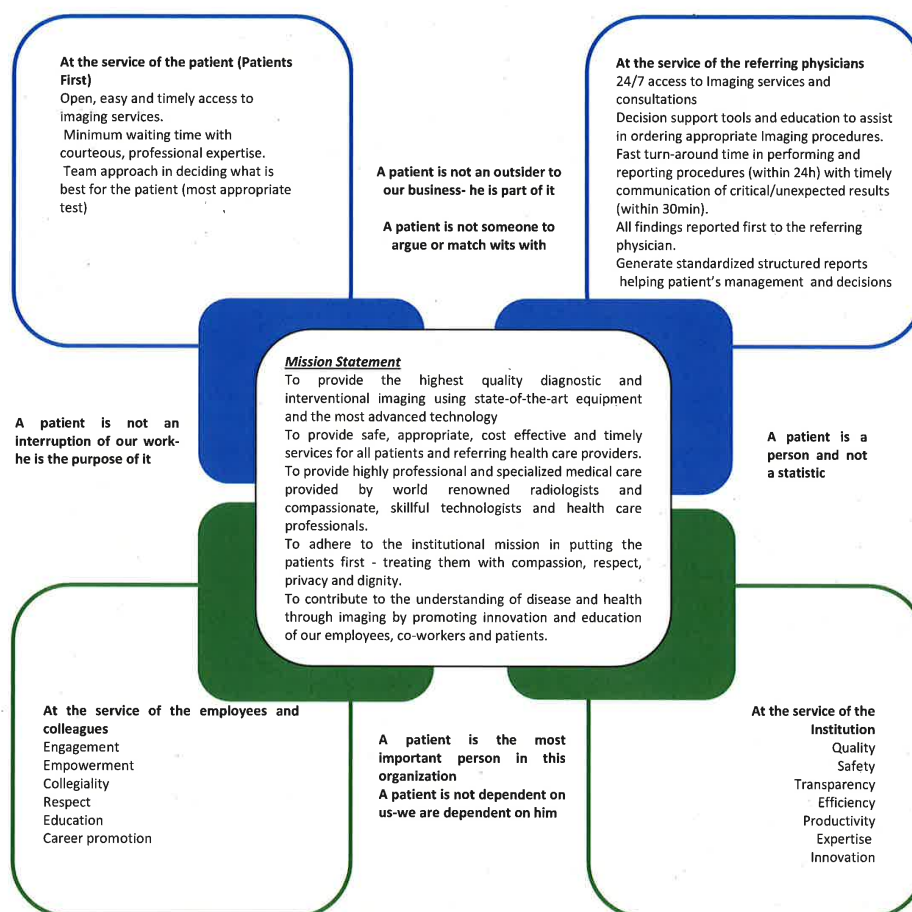 At the service of the patient (Patients
First)
Open, easy and timely access to
imaging services.
Minimum waiting time with
courteous, professional expertise.
Team approach in deciding what is
best for the patient (most appropriate
test)
A patient is not an outsider to
our business- he is part of it
A patient is not someone to
argue or match wits with
At the service of the referring physicians
24/7 access to Imaging services and
consultations
Decision support tools and education to assist
in ordering appropriate Imaging procedures.
Fast turn-around time in performing and
reporting procedures (within 24h) with timely
communication of critical/unexpected results
(within 30min).
All findings reported first to the referring
physician.
Generate standardized structured reports
helping patient's management and decisions
A patient is not an
interruption of our work-
he is the purpose of it
Mission Statement
To provide the highest quality diagnostic and
interventional imaging using state-of-the-art equipment
and the most advanced technology
To provide safe, appropriate, cost effective and timely
services for all patients and referring health care providers.
To provide highly professional and specialized medical care
provided by world renowned radiologists and
compassionate, skillful technologists and health care
professionals.
To adhere to the institutional mission in putting the
patients first - treating them with compassion, respect,
privacy and dignity.
To contribute to the understanding of disease and health
through imaging by promoting innovation and education
of our employees, co-workers and patients.
A patient is a
person and not
a statistic
At the service of the employees and
colleagues
Engagement
Empowerment
Collegiality
Respect
Education
Career promotion
A patient is the most
important person in this
organization
A patient is not dependent on
us-we are dependent on him
At the service of the
Institution
Quality
Safety
Transparency
Efficiency
Productivity
Expertise
Innovation